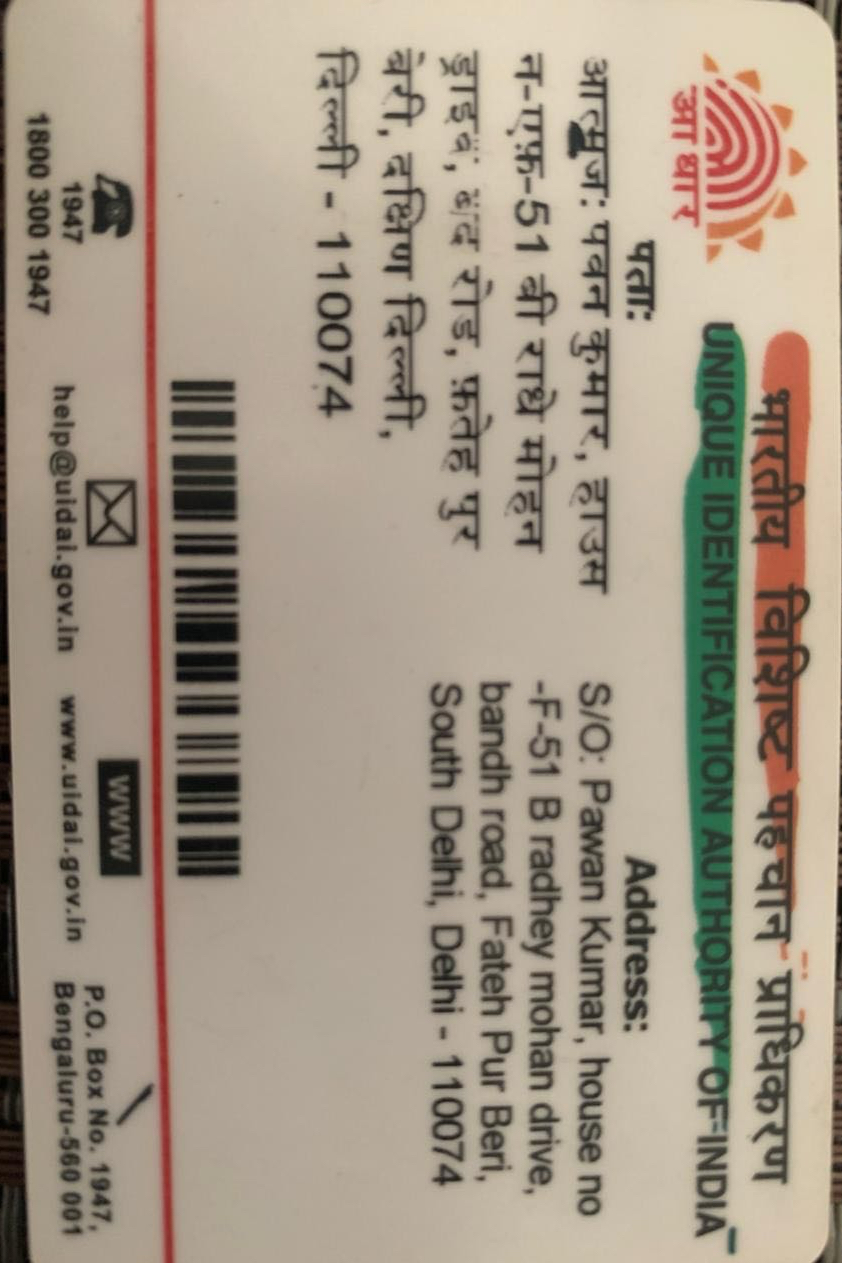 भारतीय विशिष्ट पहचान प्राधिकरण
UNIQUE IDENTIFICATION AUTHORITY OF INDIA
आधार
पता:
आत्मज: पवन कुमार, हाउस
न-एफ़-51 बी राधे मोहन
ड्राइव, बंद रोड, फ़तेह पुर
बेरी, दक्षिण दिल्ली,
दिल्ली - 110074
Address:
S/O: Pawan Kumar, house no
-F-51 B radhey mohan drive,
bandh road, Fateh Pur Beri,
South Delhi, Delhi - 110074
1947
1800 300 1947
help@uidai.gov.in
www
www.uidai.gov.in
P.O. Box No. 1947,
Bengaluru-560 001